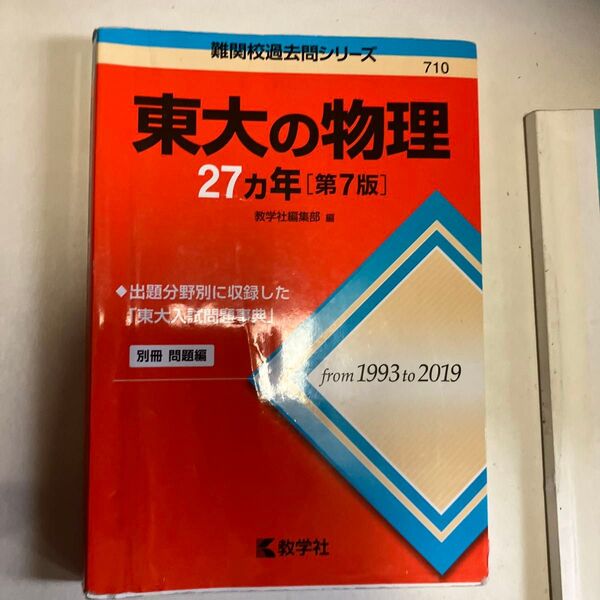 難関校過去問シリーズ
710
東大の物理
27ヵ年[第7版]
教学社編集部 編
◆出題分野別に収録した
「東大入試問題事典」
別冊 問題編
from 1993 to 2019
教学社